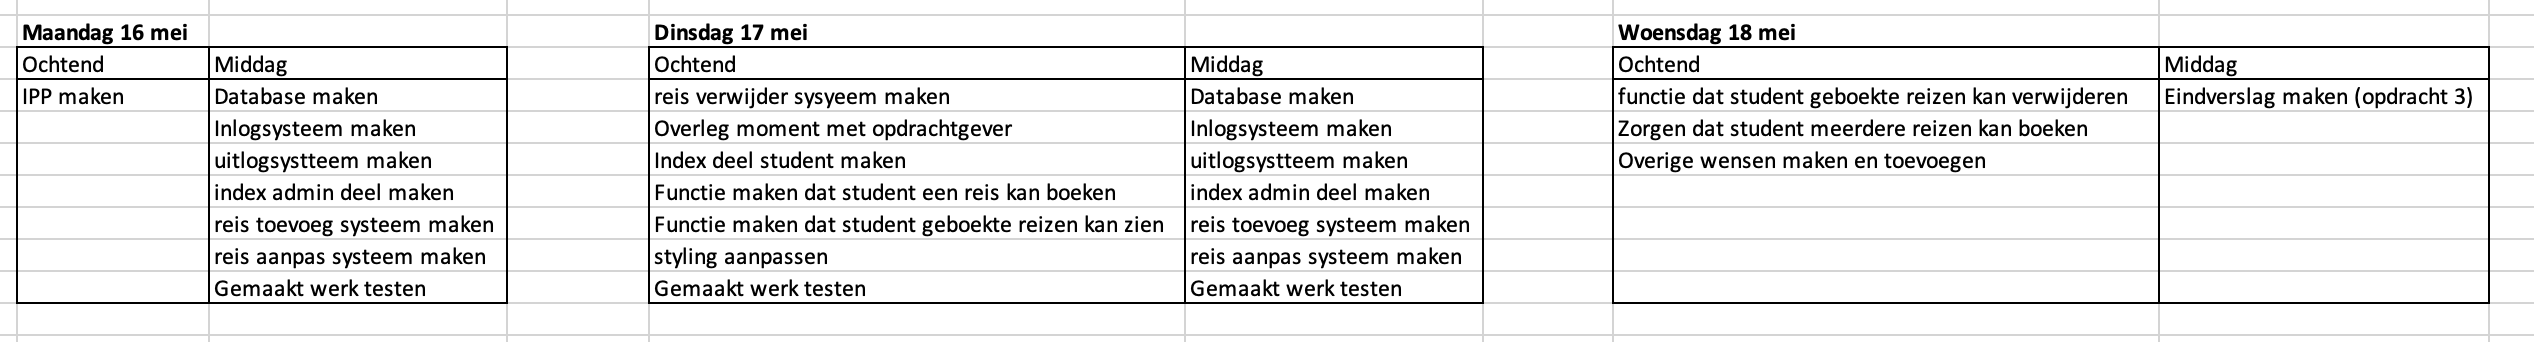 Maandag 16 mei
Ochtend Middag
IPP maken Database maken
Inlogsysteem maken
uitlogsystteem maken
index admin deel maken
reis toevoeg systeem maken
reis aanpas systeem maken
Gemaakt werk testen
Dinsdag 17 mei
Ochtend Middag
reis verwijder sysyeem maken Database maken
Overleg moment met opdrachtgever Inlogsysteem maken
Index deel student maken uitlogsystteem maken
Functie maken dat student een reis kan boeken index admin deel maken
Functie maken dat student geboekte reizen kan zien reis toevoeg systeem maken
styling aanpassen reis aanpas systeem maken
Gemaakt werk testen Gemaakt werk testen
Woensdag 18 mei
Ochtend Middag
functie dat student geboekte reizen kan verwijderen Eindverslag maken (opdracht 3)
Zorgen dat student meerdere reizen kan boeken
Overige wensen maken en toevoegen